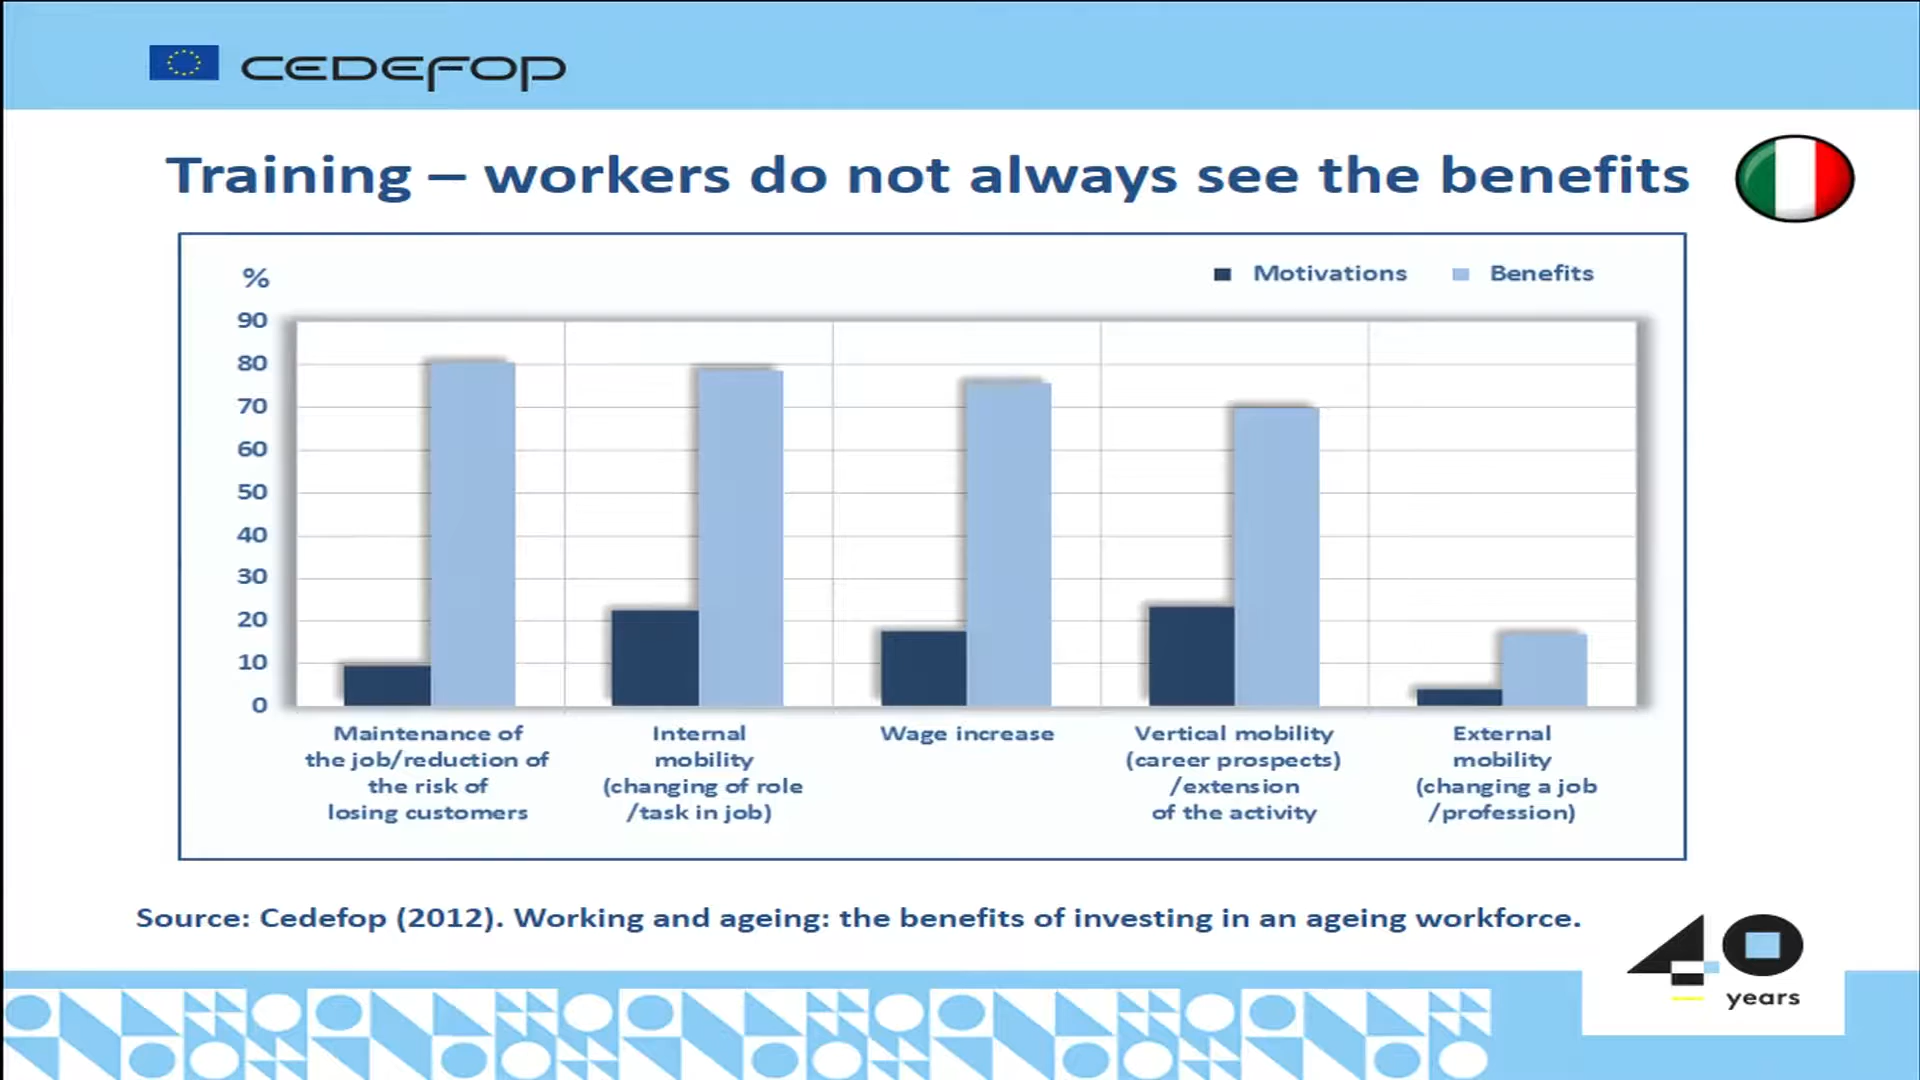 CEDEFOP
Training – workers do not always see the benefits
%
Motivations
Benefits
90
80
70
60
50
40
30
20
10
0
Maintenance of
the job/reduction of
the risk of
losing customers
Internal
mobility
(changing of role
/task in job)
Wage increase
Vertical mobility
(career prospects)
/extension
of the activity
External
mobility
(changing a job
/profession)
Source: Cedefop (2012). Working and ageing: the benefits of investing in an ageing workforce.
40
years